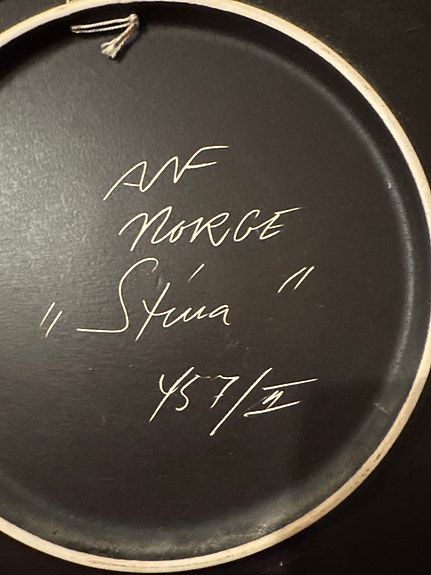 ANF
NORGE
„Stina"
457/II